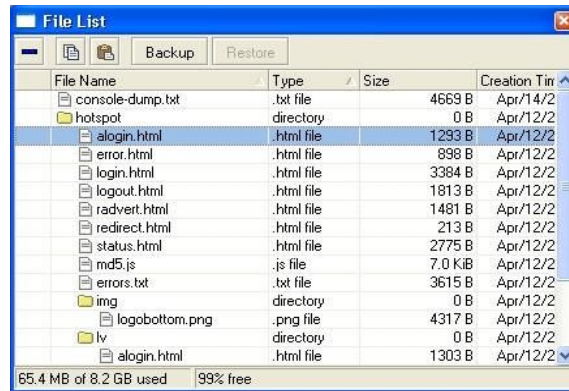 File List
Backup Restore
File Name Type Size Creation Tim
console-dump.txt .txt file 4669 B Apr/14/2
hotspot directory 0 B Apr/12/2
alogin.html .html file 1293 B Apr/12/2
error.html .html file 898 B Apr/12/2
login.html .html file 3384 B Apr/12/2
logout.html .html file 1813 B Apr/12/2
radvert.html .html file 1481 B Apr/12/2
redirect.html .html file 213 B Apr/12/2
status.html .html file 2775 B Apr/12/2
md5.js .js file 7.0 KiB Apr/12/2
errors.txt .txt file 3615 B Apr/12/2
img directory 0 B Apr/12/2
logobottom.png .png file 4317 B Apr/12/2
lv directory 0 B Apr/12/2
alogin.html .html file 1303 B Apr/12/2
65.4 MB of 8.2 GB used 99% free